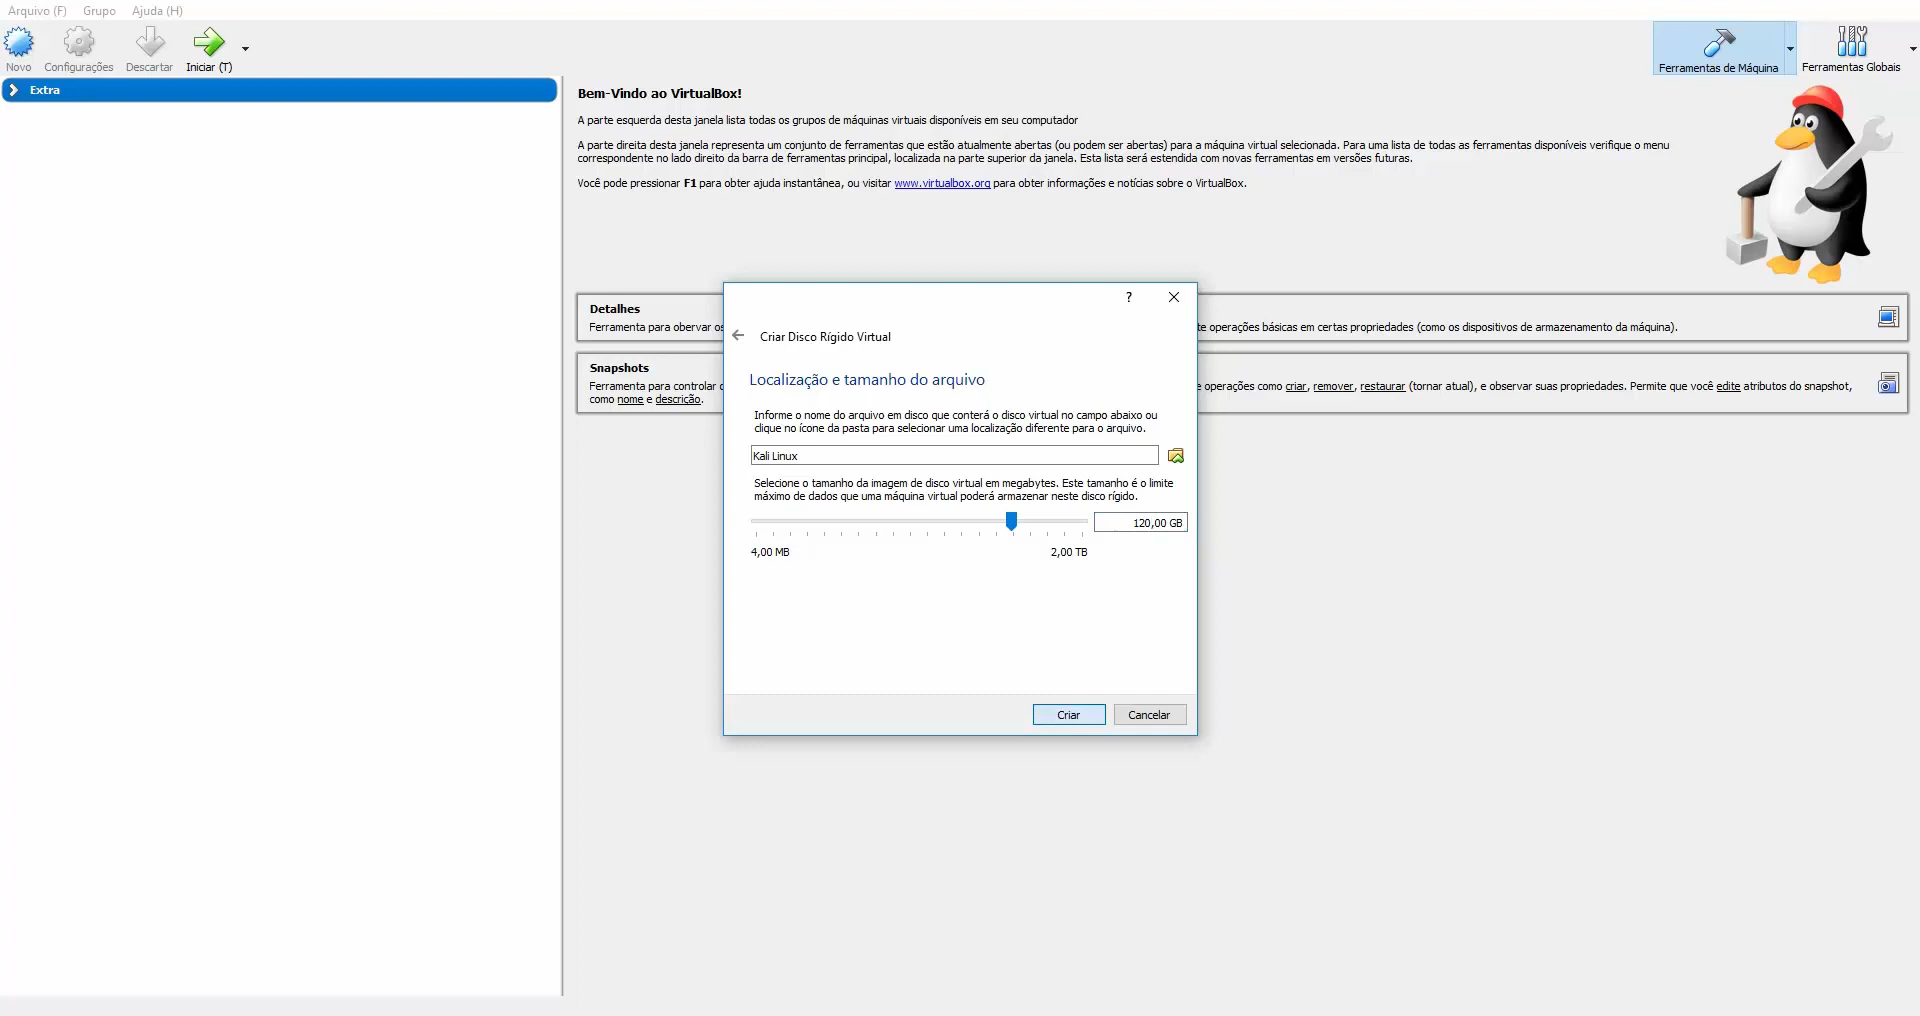 Arquivo (F) Grupo Ajuda (H)
Novo Configurações Descartar Iniciar (T) Ferramentas de Máquina Ferramentas Globais
Extra
Bem-Vindo ao VirtualBox!
A parte esquerda desta janela lista todas os grupos de máquinas virtuais disponíveis em seu computador
A parte direita desta janela representa um conjunto de ferramentas que estão atualmente abertas (ou podem ser abertas) para a máquina virtual selecionada. Para uma lista de todas as ferramentas disponíveis verifique o menu
correspondente no lado direito da barra de ferramentas principal, localizada na parte superior da janela. Esta lista será estendida com novas ferramentas em versões futuras.
Você pode pressionar F1 para obter ajuda instantânea, ou visitar www.virtualbox.org para obter informações e notícias sobre o VirtualBox.
Detalhes
Ferramenta para obervar os
te operações básicas em certas propriedades (como os dispositivos de armazenamento da máquina).
Snapshots
Ferramenta para controlar
e operações como criar, remover, restaurar (tornar atual), e observar suas propriedades. Permite que você edite atributos do snapshot,
como nome e descrição.
?
Criar Disco Rígido Virtual
Localização e tamanho do arquivo
Informe o nome do arquivo em disco que conterá o disco virtual no campo abaixo ou
clique no ícone da pasta para selecionar uma localização diferente para o arquivo.
Kali Linux
Selecione o tamanho da imagem de disco virtual em megabytes. Este tamanho é o limite
máximo de dados que uma máquina virtual poderá armazenar neste disco rígido.
120,00 GB
4,00 MB 2,00 TB
Criar Cancelar